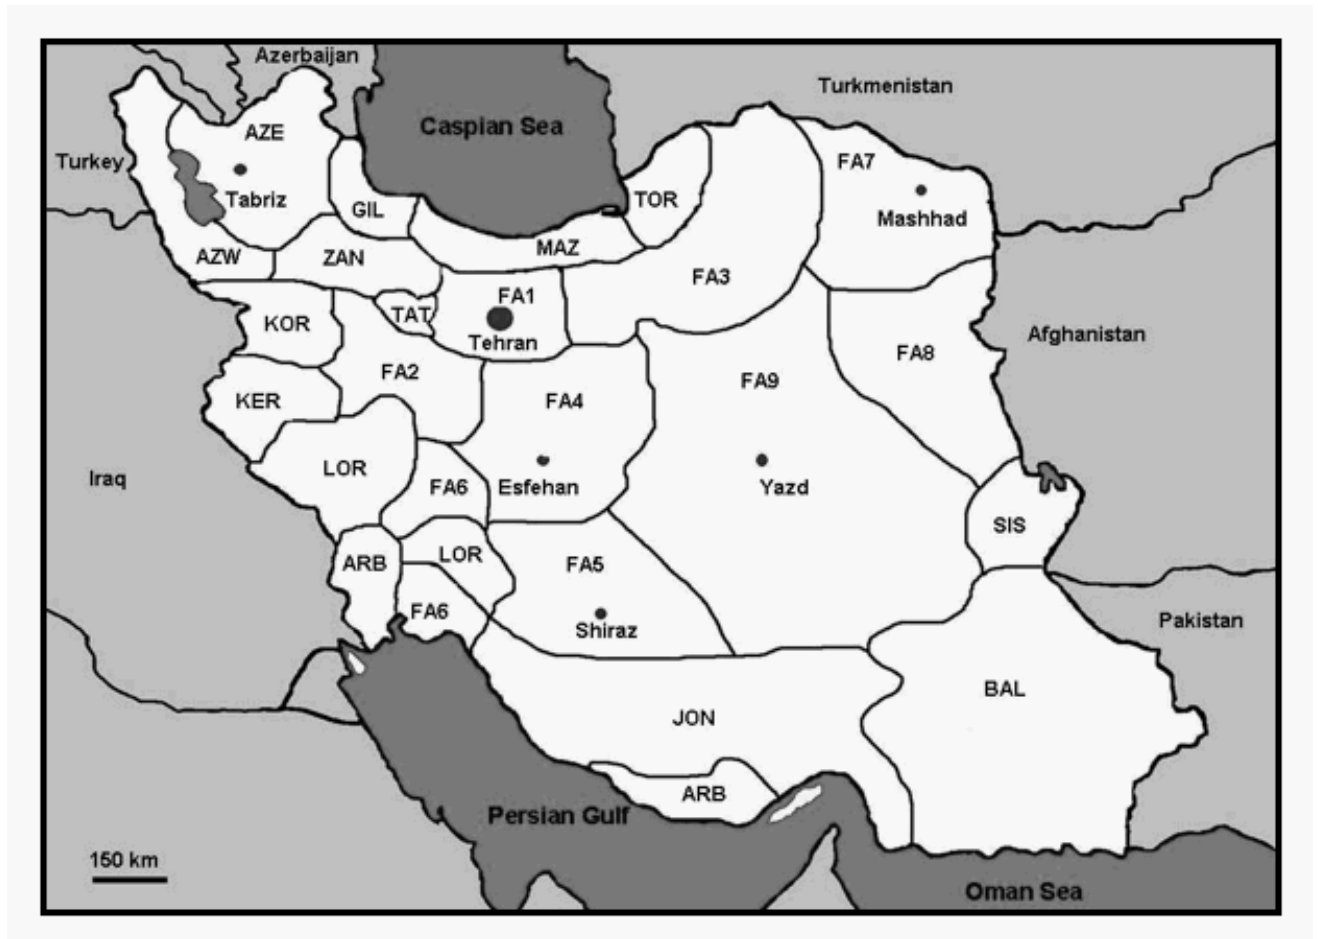 Azerbaijan
Turkmenistan
Caspian Sea
AZE
Turkey
FA7
Tabriz
TOR
GIL
Mashhad
MAZ
AZW
ZAN
FA3
FA1
TAT
KOR
Afghanistan
Tehran
FA8
FA2
FA9
KER
FA4
LOR
Iraq
FA6
Esfehan
Yazd
SIS
LOR
ARB
FA5
FA6
Pakistan
Shiraz
BAL
JON
ARB
Persian Gulf
150 km
Oman Sea